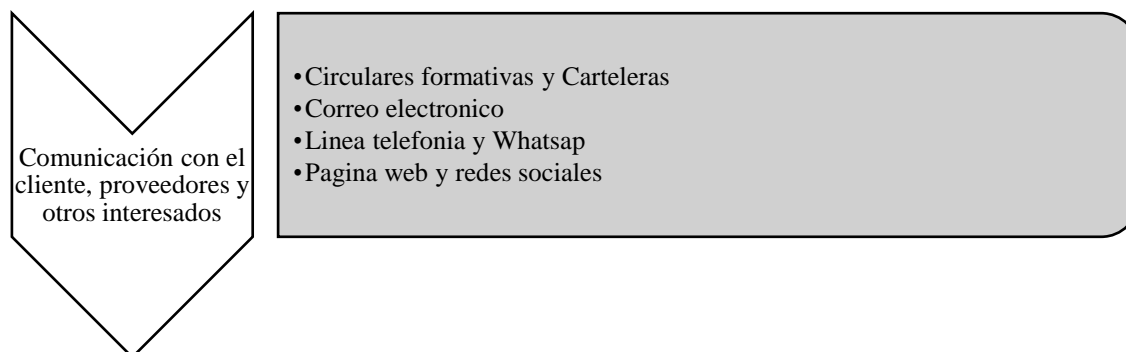 Comunicación con el
cliente, proveedores y
otros interesados
•Circulares formativas y Carteleras
•Correo electronico
•Linea telefonia y Whatsap
•Pagina web y redes sociales